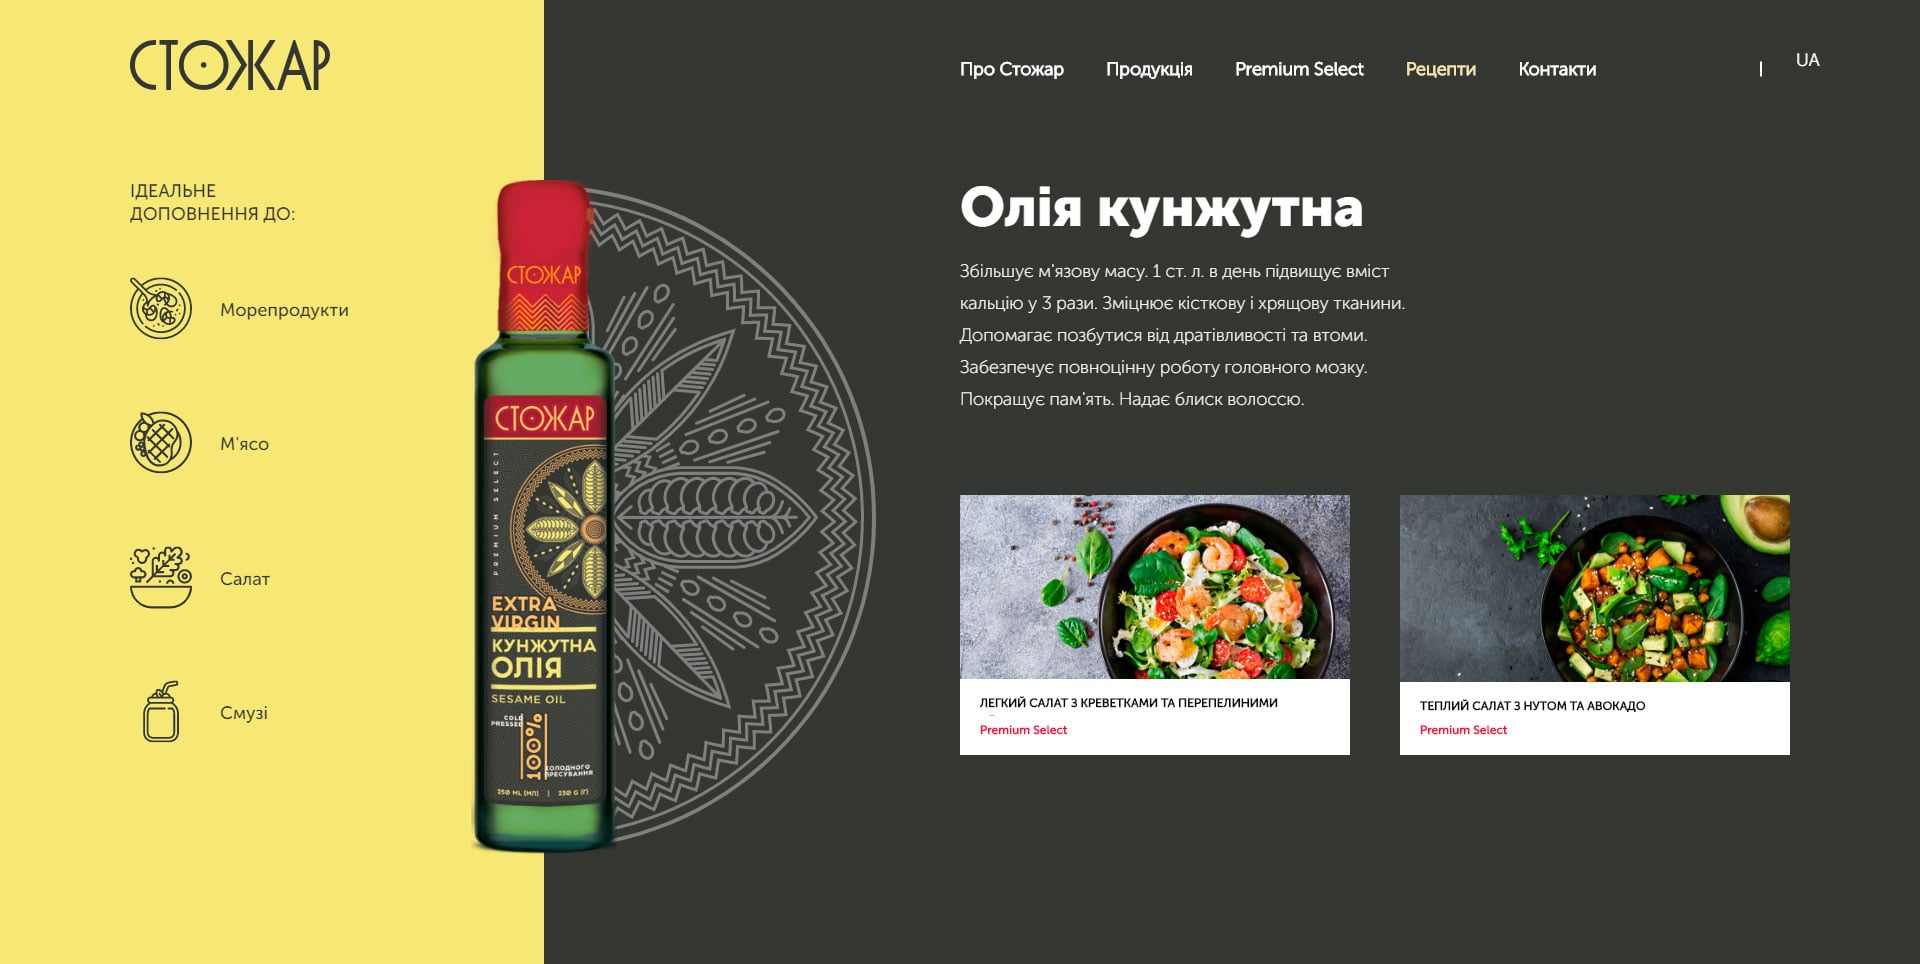 СТОЖАР
Про Стожар
Продукція
Premium Select
Рецепти
Контакти
|
UA
ІДЕАЛЬНЕ
ДОПОВНЕННЯ ДО:
Морепродукти
М'ясо
Салат
Смузі
СТОЖАР
СТОЖАР
PREMIUM SELECT
EXTRA
VIRGIN
КУНЖУТНА
ОЛІЯ
SESAME OIL
COLD
PRESSED
100%
ХОЛОДНОГО
ПРЕСУВАННЯ
250 ML (МЛ) | 230 G (Г)
Олія кунжутна
Збільшує м'язову масу. 1 ст. л. в день підвищує вміст
кальцію у 3 рази. Зміцнює кісткову і хрящову тканини.
Допомагає позбутися від дратівливості та втоми.
Забезпечує повноцінну роботу головного мозку.
Покращує пам'ять. Надає блиск волоссю.
ЛЕГКИЙ САЛАТ З КРЕВЕТКАМИ ТА ПЕРЕПЕЛИНИМИ
Premium Select
ТЕПЛИЙ САЛАТ З НУТОМ ТА АВОКАДО
Premium Select